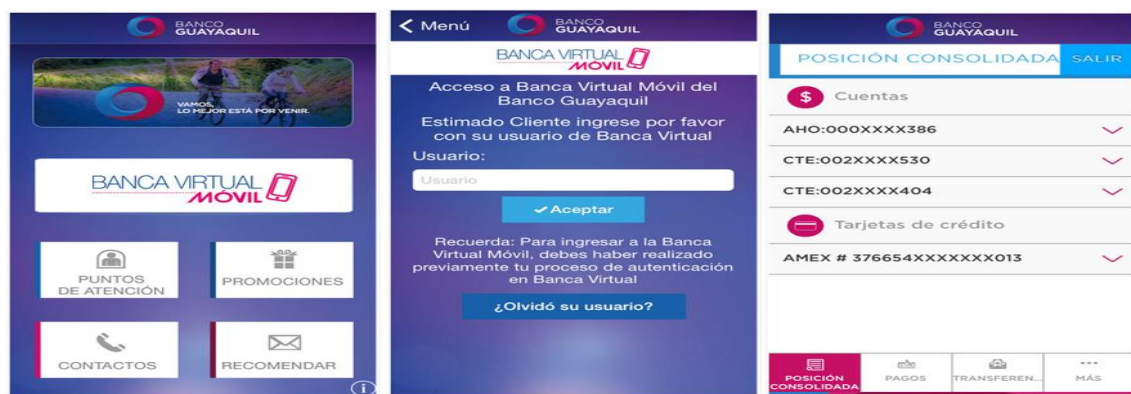 BANCO
GUAYAQUIL
VAMOS,
LO MEJOR ESTÁ POR VENIR.
BANCA VIRTUAL
MÓVIL
PUNTOS
DE ATENCIÓN
PROMOCIONES
CONTACTOS
RECOMENDAR
i
Menú
BANCO
GUAYAQUIL
BANCA VIRTUAL
MÓVIL
Acceso a Banca Virtual Móvil del
Banco Guayaquil
Estimado Cliente ingrese por favor
con su usuario de Banca Virtual
Usuario:
Usuario
Aceptar
Recuerda: Para ingresar a la Banca
Virtual Móvil, debes haber realizado
previamente tu proceso de autenticación
en Banca Virtual
¿Olvidó su usuario?
BANCO
GUAYAQUIL
POSICIÓN CONSOLIDADA SALIR
$ Cuentas
AHO:000XXXX386
CTE:002XXXX530
CTE:002XXXX404
Tarjetas de crédito
AMEX # 376654XXXXXXX013
POSICIÓN
CONSOLIDADA
PAGOS
TRANSFEREN...
MÁS